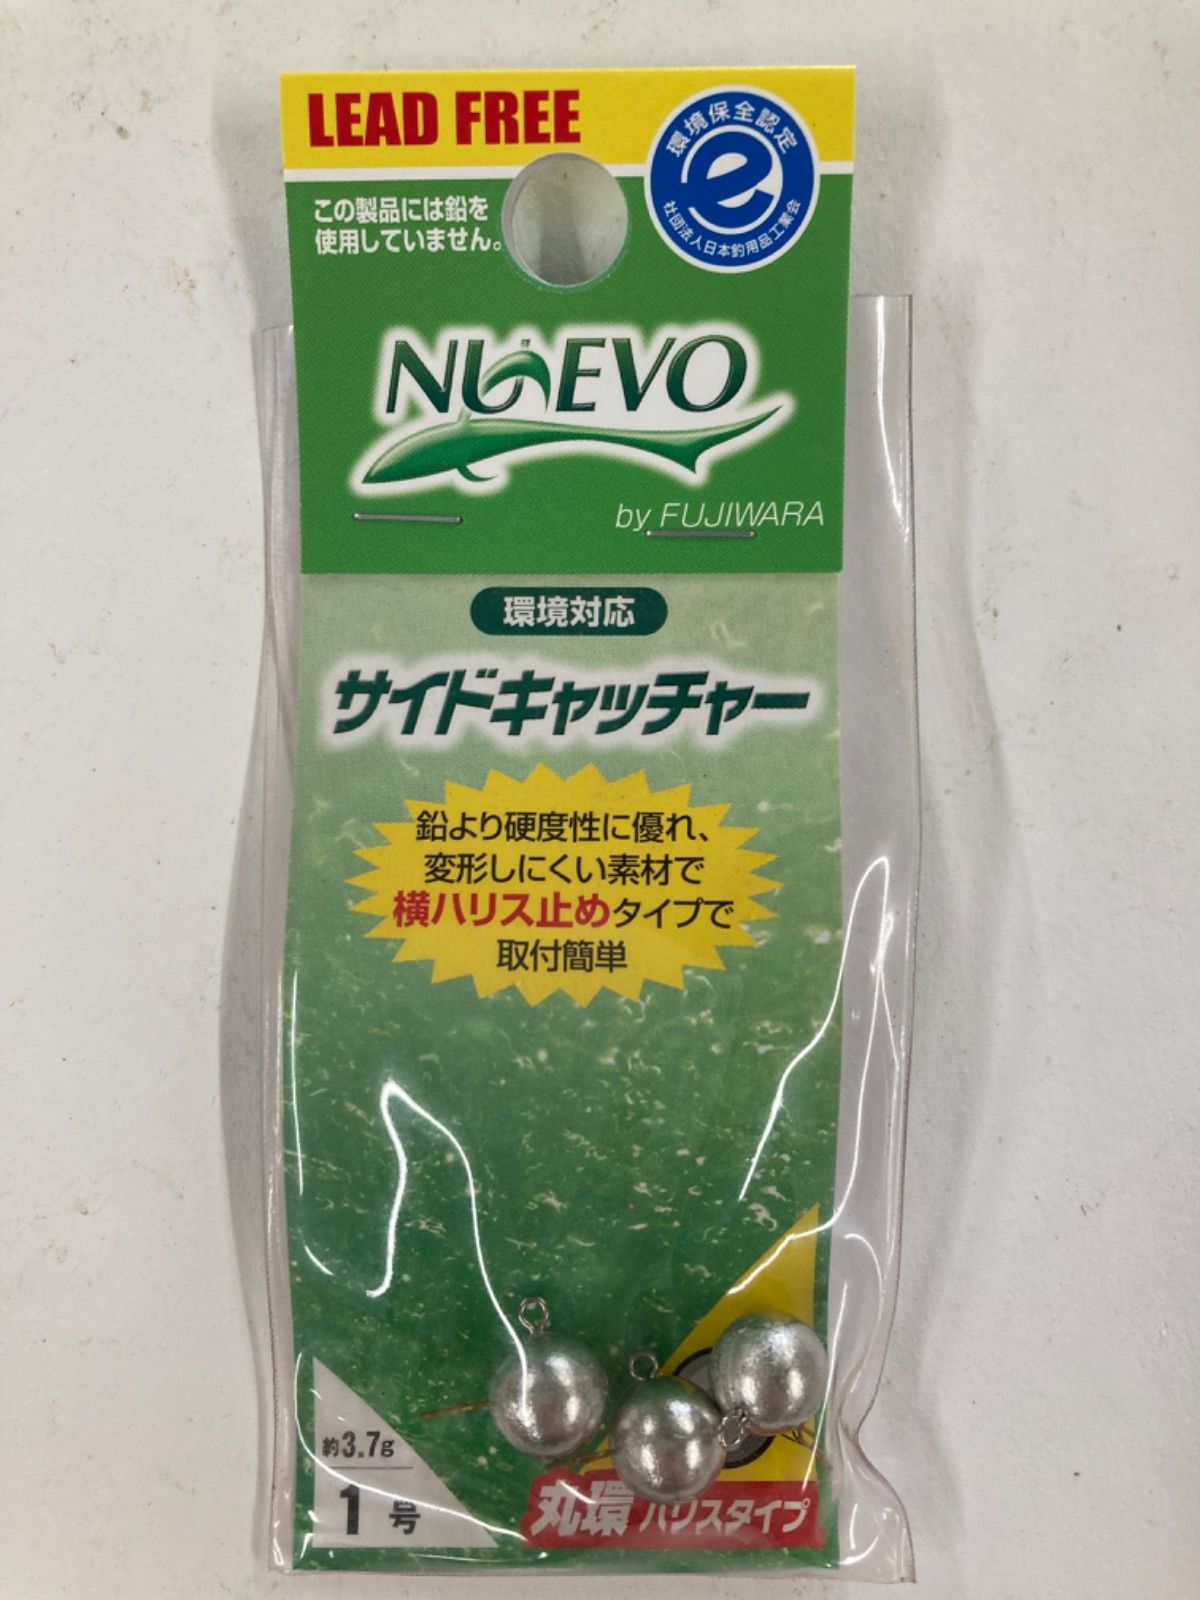 LEAD FREE
この製品には鉛を
使用していません。
環境保全認定
e
社団法人日本釣用品工業会
NUEVO
by FUJIWARA
環境対応
サイドキャッチャー
鉛より硬度性に優れ、
変形しにくい素材で
横ハリス止めタイプで
取付簡単
約3.7g
1号
丸環 ハリスタイプ